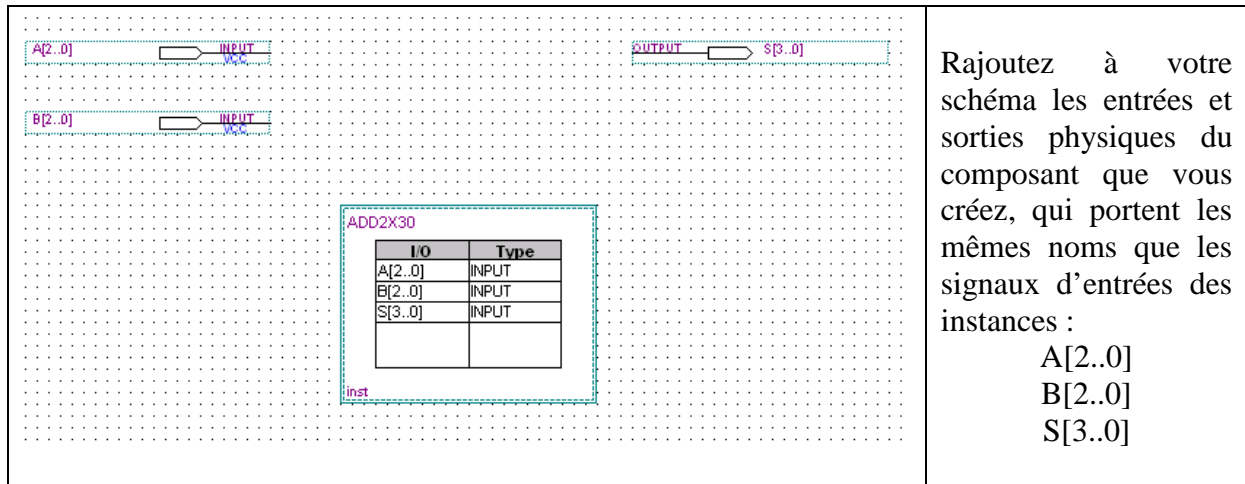 A[2..0] INPUT VCC
OUTPUT S[3..0]
B[2..0] INPUT VCC
ADD2X30
I/O Type
A[2..0] INPUT
B[2..0] INPUT
S[3..0] INPUT
inst
Rajoutez à votre
schéma les entrées et
sorties physiques du
composant que vous
créez, qui portent les
mêmes noms que les
signaux d’entrées des
instances :
A[2..0]
B[2..0]
S[3..0]